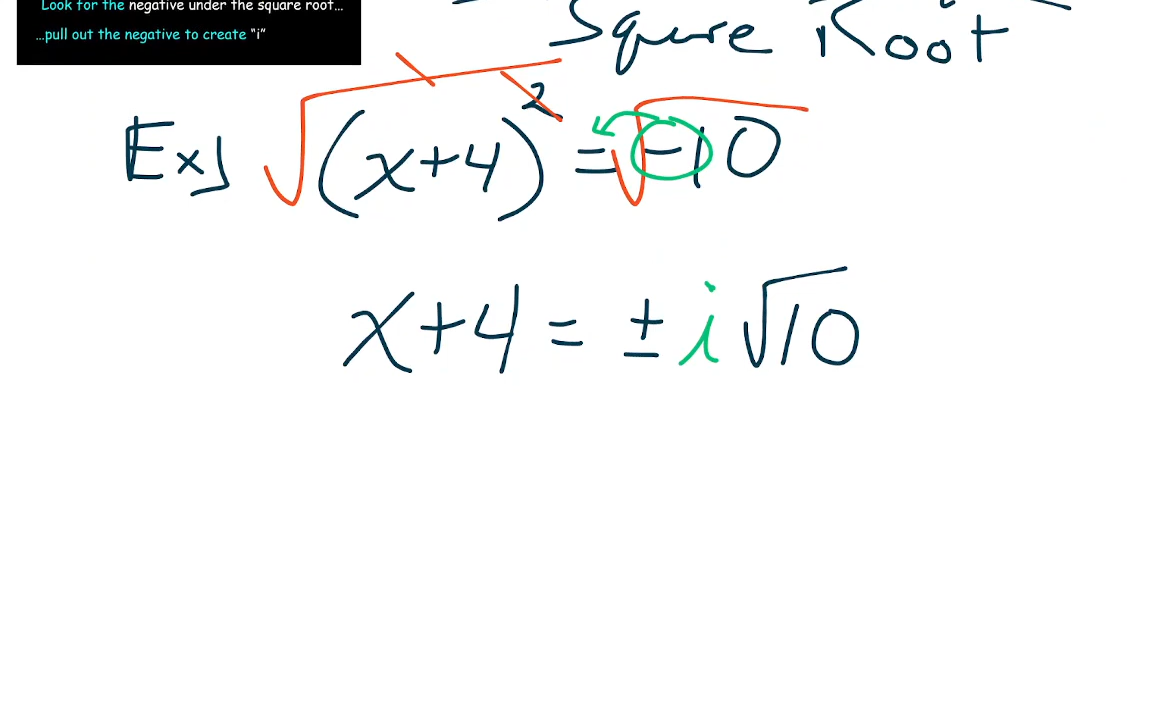 Look for the negative under the square root...
...pull out the negative to create "i"
Square Root
Ex) √(x+4)² = √-10
x+4 = ± i √10